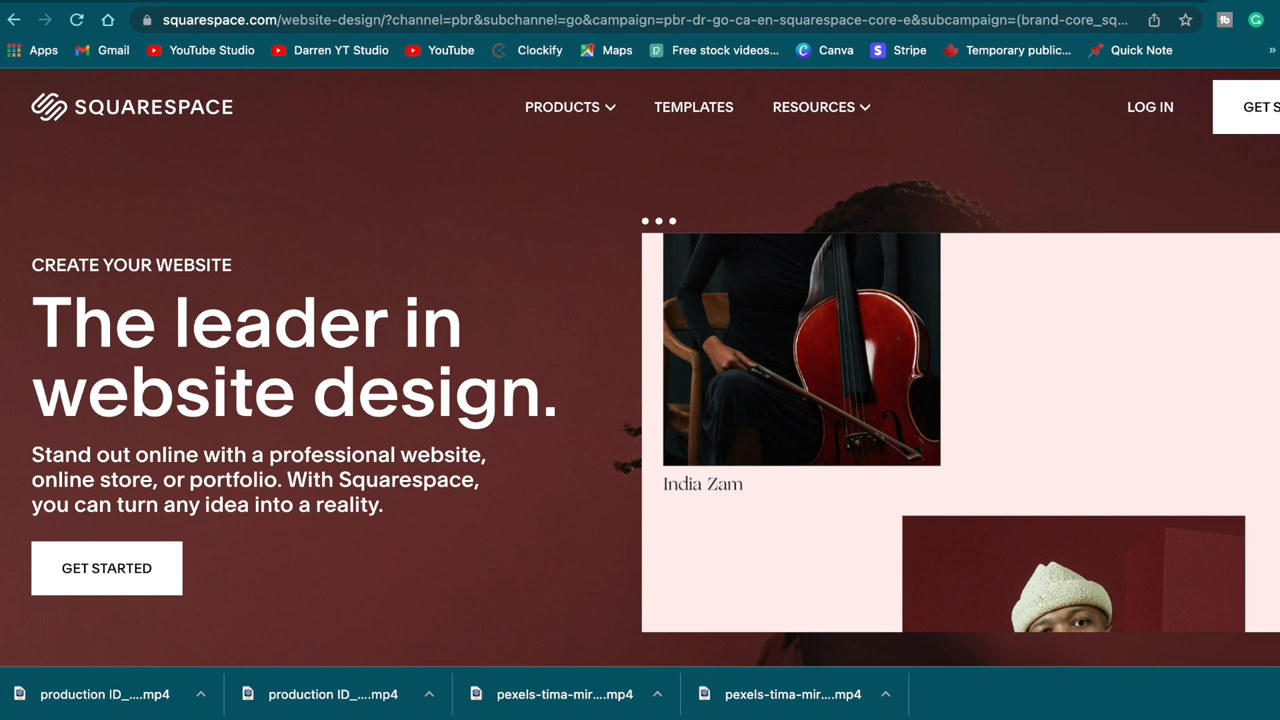 squarespace.com/website-design/?channel=pbr&subchannel=go&campaign=pbr-dr-go-ca-en-squarespace-core-e&subcampaign=(brand-core_sq...
Apps Gmail YouTube Studio Darren YT Studio YouTube Clockify Maps Free stock videos... Canva Stripe Temporary public... Quick Note »
SQUARESPACE PRODUCTS TEMPLATES RESOURCES LOG IN GET S
CREATE YOUR WEBSITE
The leader in
website design.
Stand out online with a professional website,
online store, or portfolio. With Squarespace,
you can turn any idea into a reality.
GET STARTED
India Zam
production ID_....mp4 production ID_....mp4 pexels-tima-mir....mp4 pexels-tima-mir....mp4